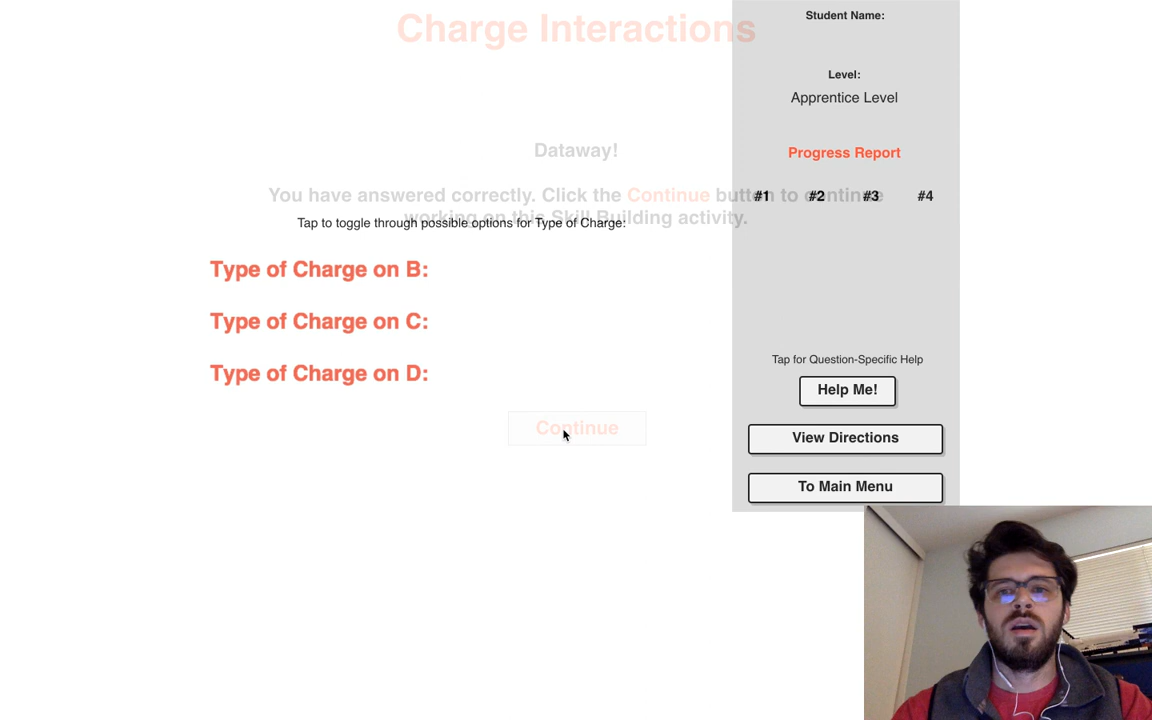 Charge Interactions
Dataway!
You have answered correctly. Click the Continue button to continue
working on this Skill Building activity.
Tap to toggle through possible options for Type of Charge:
Type of Charge on B:
Type of Charge on C:
Type of Charge on D:
Continue
Student Name:
Level:
Apprentice Level
Progress Report
#1 #2 #3 #4
Tap for Question-Specific Help
Help Me!
View Directions
To Main Menu